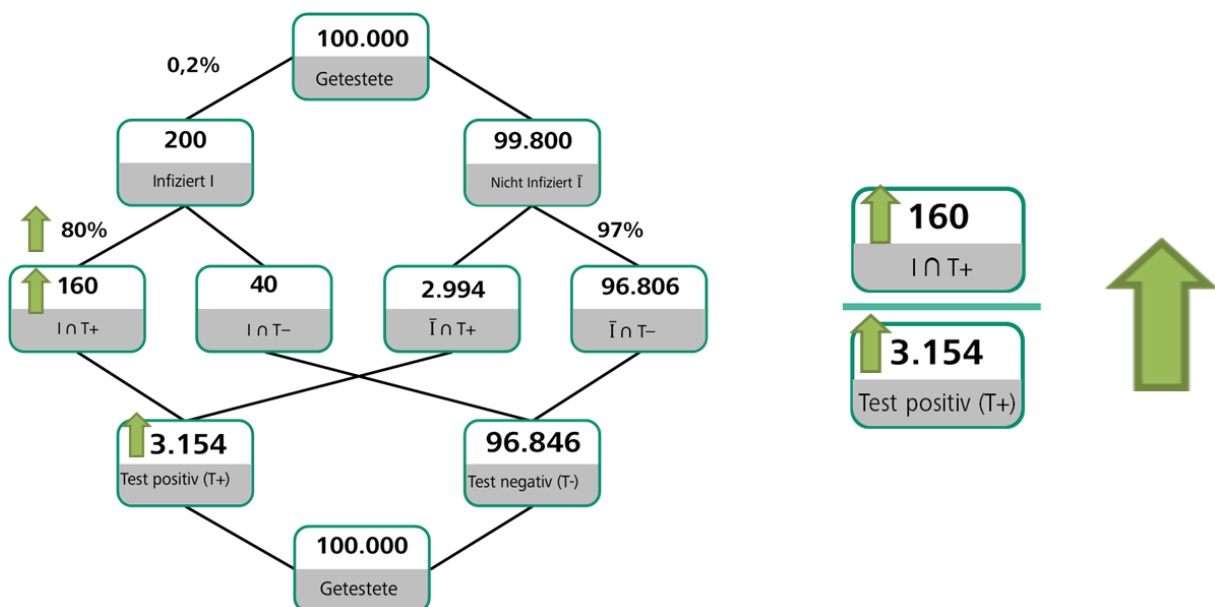 100.000
Getestete
0,2%
200
Infiziert I
99.800
Nicht Infiziert Ī
80%
97%
160
I ∩ T+
40
I ∩ T−
2.994
Ī ∩ T+
96.806
Ī ∩ T−
3.154
Test positiv (T+)
96.846
Test negativ (T-)
100.000
Getestete
160
I ∩ T+
3.154
Test positiv (T+)